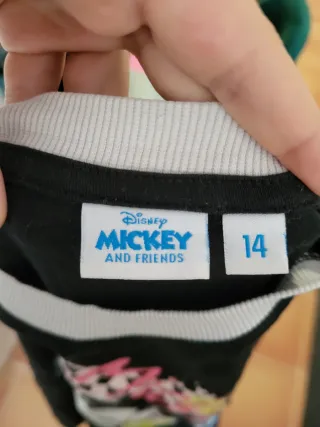 Disney
MICKEY
AND FRIENDS
14